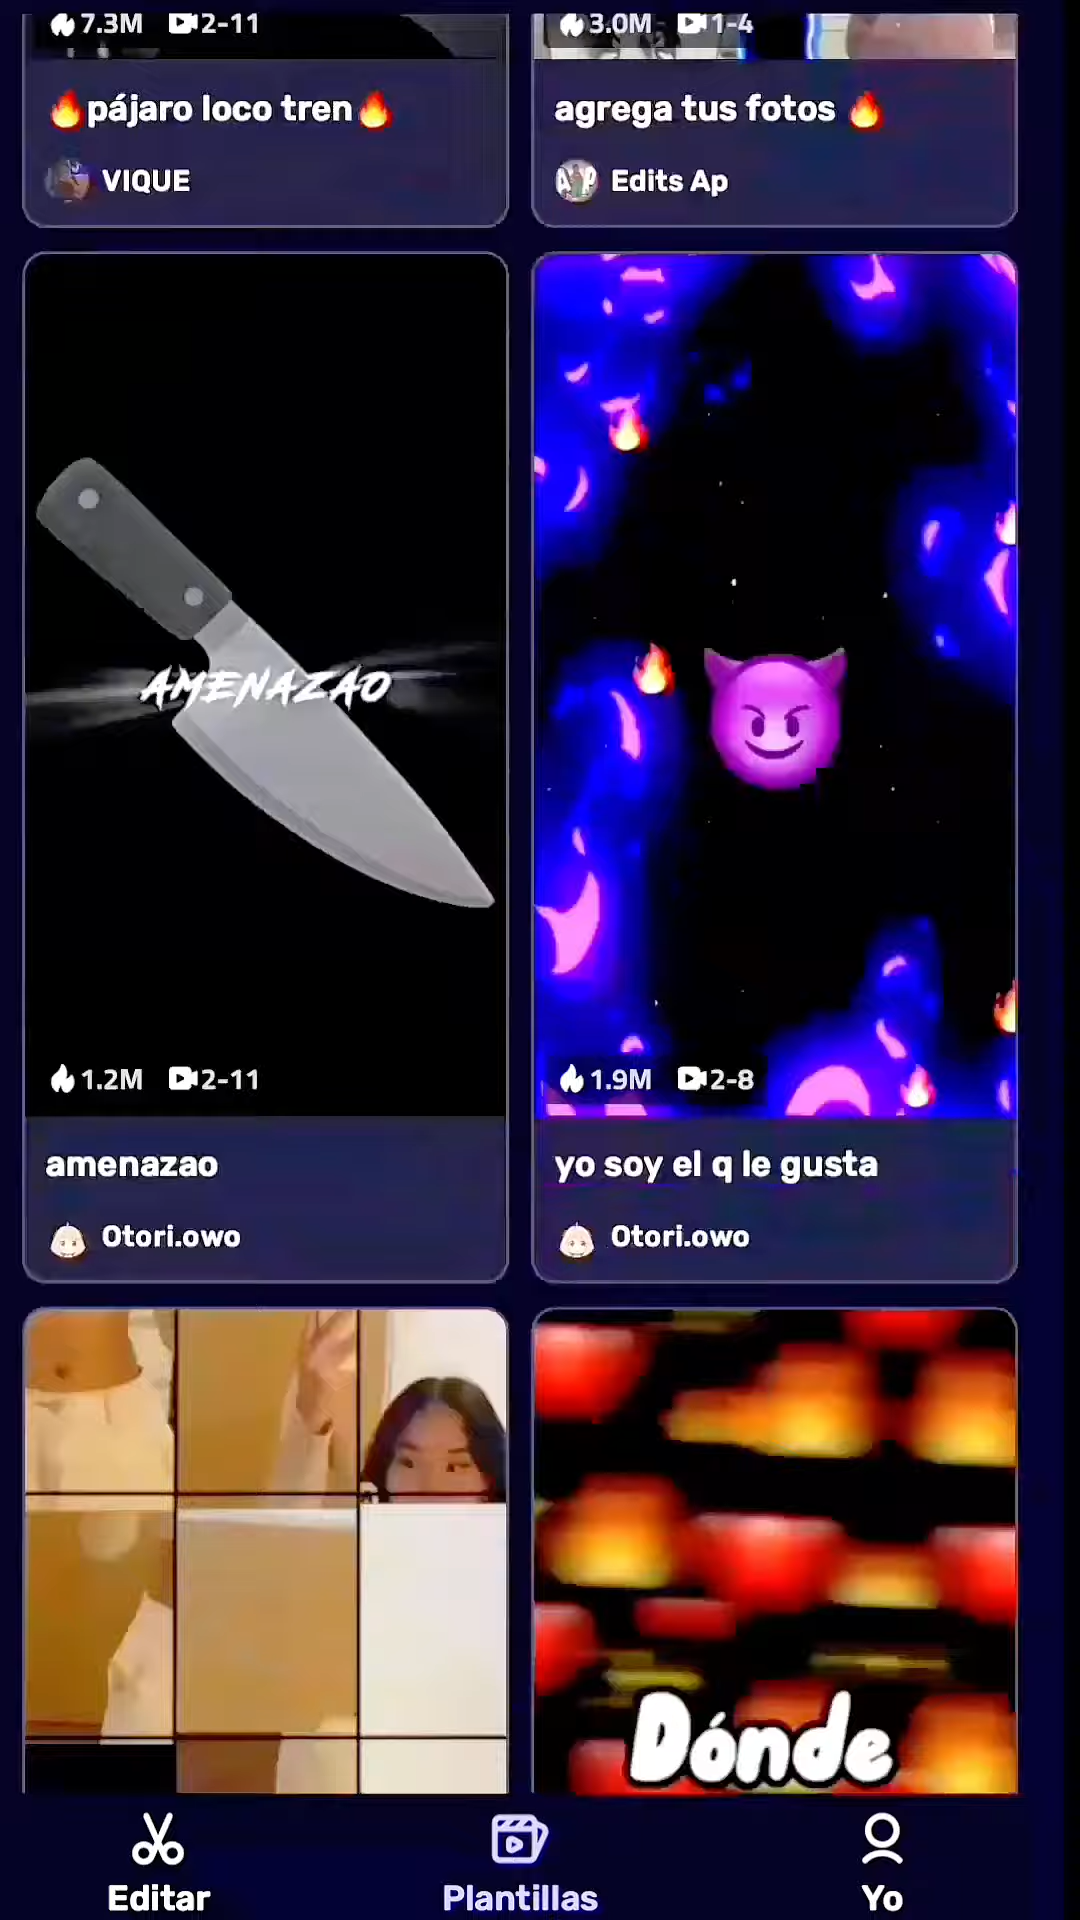 7.3M 2-11
3.0M 1-4
🔥pájaro loco tren🔥
agrega tus fotos 🔥
VIQUE
Edits Ap
AMENAZAO
1.2M 2-11
1.9M 2-8
amenazao
yo soy el q le gusta
Otori.owo
Otori.owo
Dónde
Editar
Plantillas
Yo